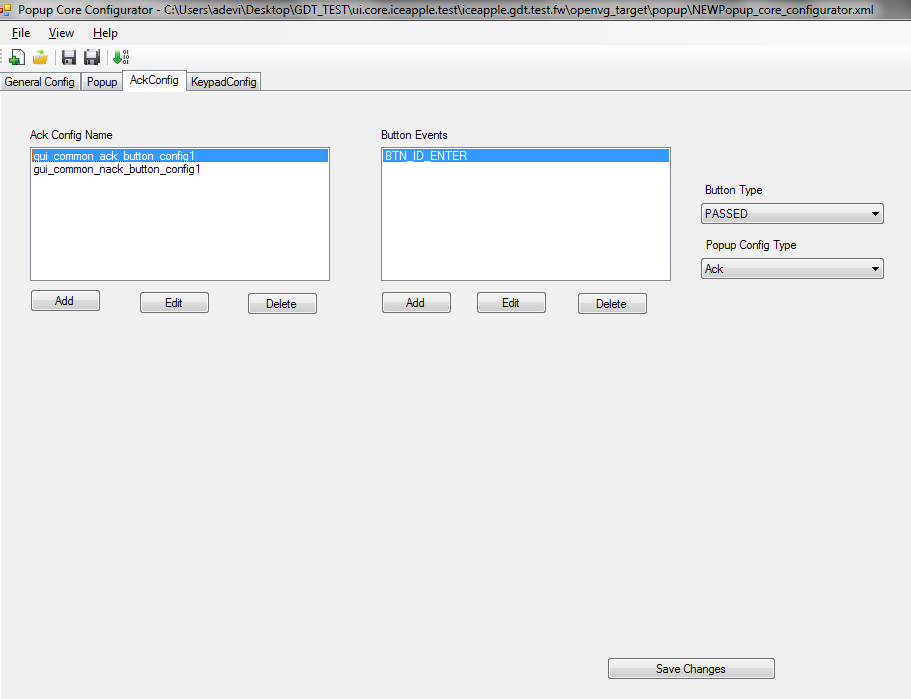 Popup Core Configurator - C:\Users\adevi\Desktop\GDT_TEST\ui.core.iceapple.test\iceapple.gdt.test.fw\openvg_target\popup\NEWPopup_core_configurator.xml
File View Help
General Config Popup AckConfig KeypadConfig
Ack Config Name
gui_common_ack_button_config1
gui_common_nack_button_config1
Add Edit Delete
Button Events
BTN_ID_ENTER
Add Edit Delete
Button Type
PASSED
Popup Config Type
Ack
Save Changes